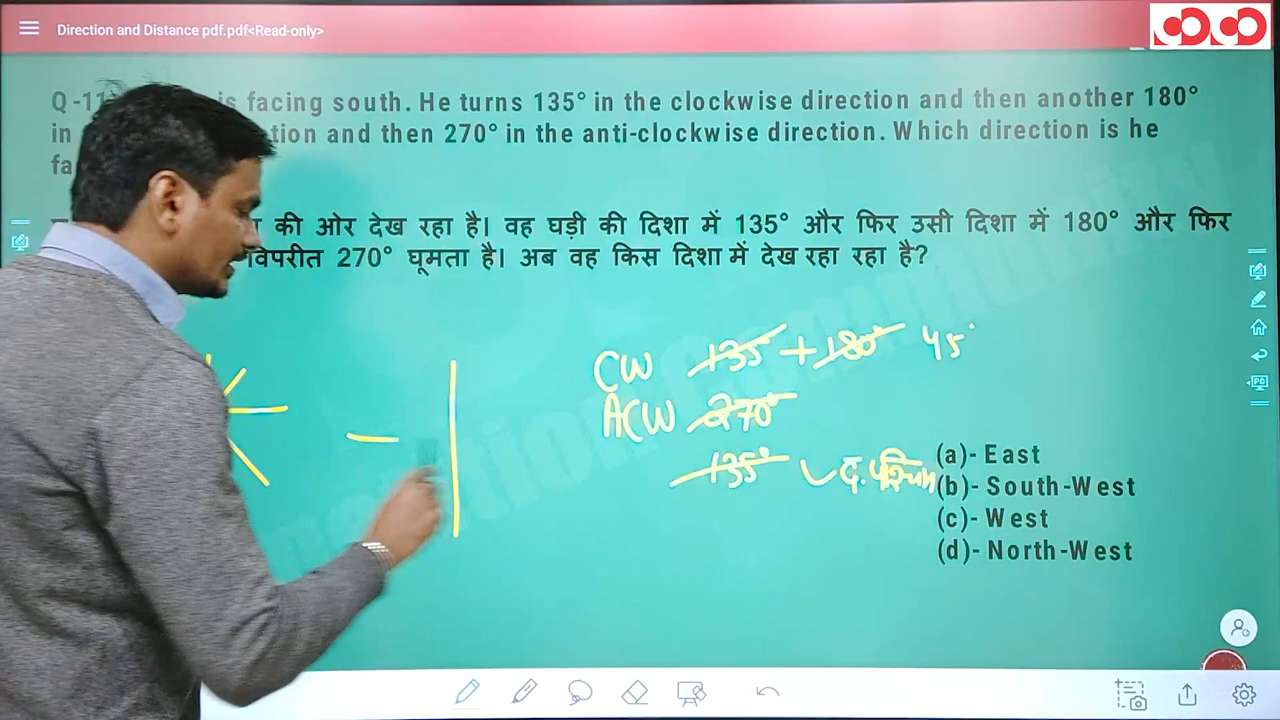 Direction and Distance pdf.pdf<Read-only>
Q-11 is facing south. He turns 135° in the clockwise direction and then another 180°
in tion and then 270° in the anti-clockwise direction. Which direction is he
fa
की ओर देख रहा है। वह घड़ी की दिशा में 135° और फिर उसी दिशा में 180° और फिर
विपरीत 270° घूमता है। अब वह किस दिशा में देख रहा रहा है?
CW 135° + 180° 45°
ACW 270°
135° द. पश्चिम
(a)- East
(b)- South-West
(c)- West
(d)- North-West